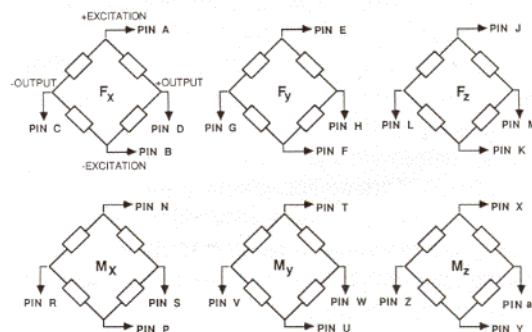 +EXCITATION
PIN A
-OUTPUT
+OUTPUT
Fx
PIN C
PIN D
PIN B
-EXCITATION
PIN E
Fy
PIN G
PIN H
PIN F
PIN J
Fz
PIN L
PIN M
PIN K
PIN N
Mx
PIN R
PIN S
PIN P
PIN T
My
PIN V
PIN W
PIN U
PIN X
Mz
PIN Z
PIN a
PIN Y